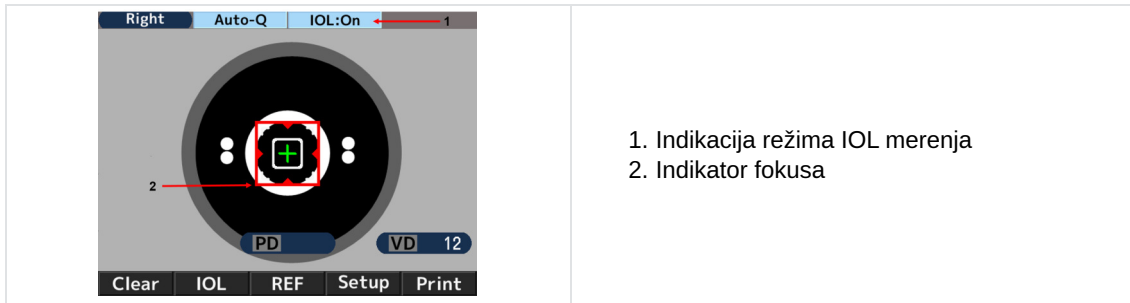 Right Auto-Q IOL:On 1
2
PD VD 12
Clear IOL REF Setup Print
1. Indikacija režima IOL merenja
2. Indikator fokusa